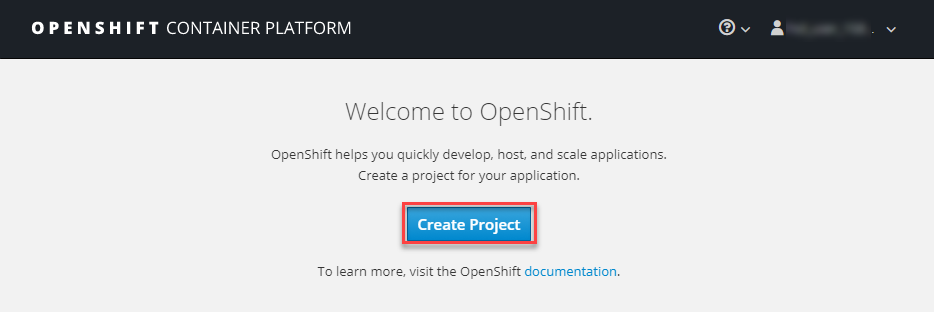 OPENSHIFT CONTAINER PLATFORM
Welcome to OpenShift.
OpenShift helps you quickly develop, host, and scale applications.
Create a project for your application.
Create Project
To learn more, visit the OpenShift documentation.